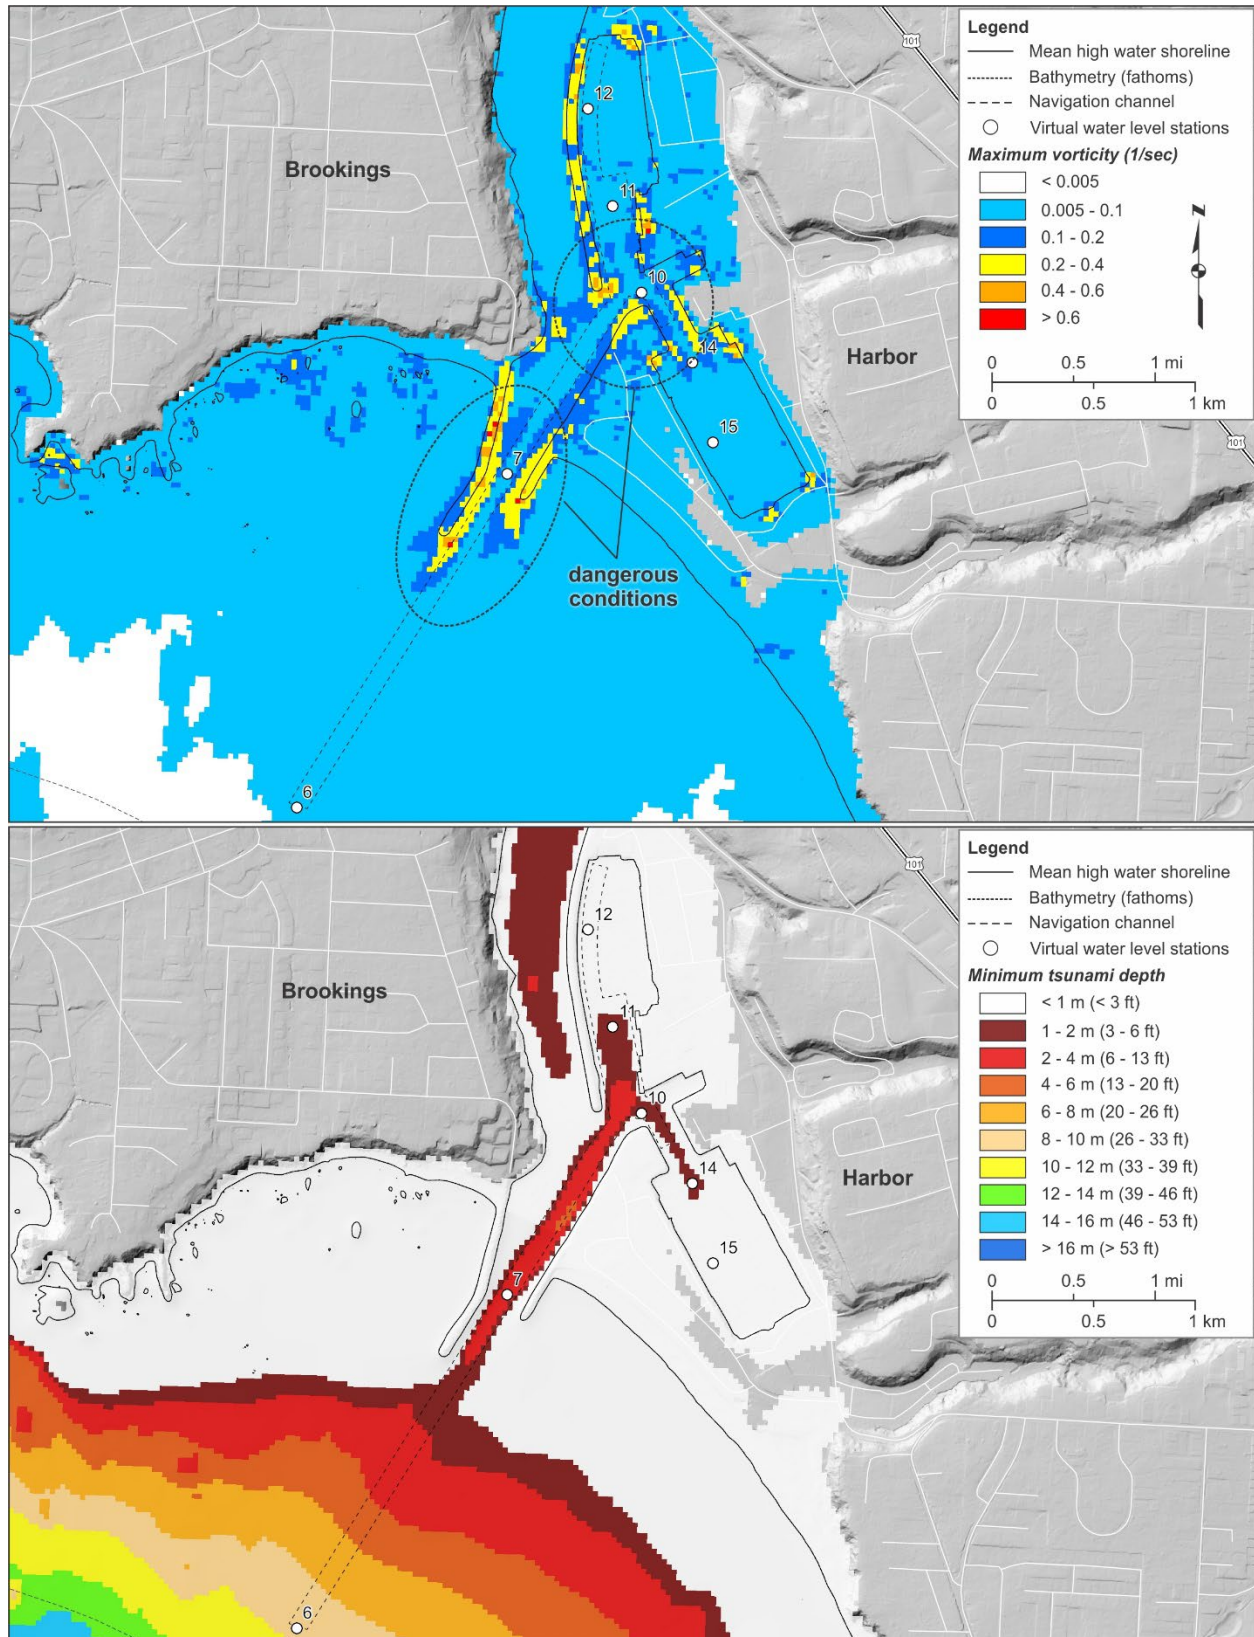 Legend
Mean high water shoreline
Bathymetry (fathoms)
Navigation channel
Virtual water level stations
Maximum vorticity (1/sec)
< 0.005
0.005 - 0.1
0.1 - 0.2
0.2 - 0.4
0.4 - 0.6
> 0.6
N
0 0.5 1 mi
0 0.5 1 km
101
101
12
Brookings
11
10
14
Harbor
15
7
dangerous
conditions
6
Legend
Mean high water shoreline
Bathymetry (fathoms)
Navigation channel
Virtual water level stations
Minimum tsunami depth
< 1 m (< 3 ft)
1 - 2 m (3 - 6 ft)
2 - 4 m (6 - 13 ft)
4 - 6 m (13 - 20 ft)
6 - 8 m (20 - 26 ft)
8 - 10 m (26 - 33 ft)
10 - 12 m (33 - 39 ft)
12 - 14 m (39 - 46 ft)
14 - 16 m (46 - 53 ft)
> 16 m (> 53 ft)
0 0.5 1 mi
0 0.5 1 km
101
12
Brookings
11
10
14
Harbor
15
7
6